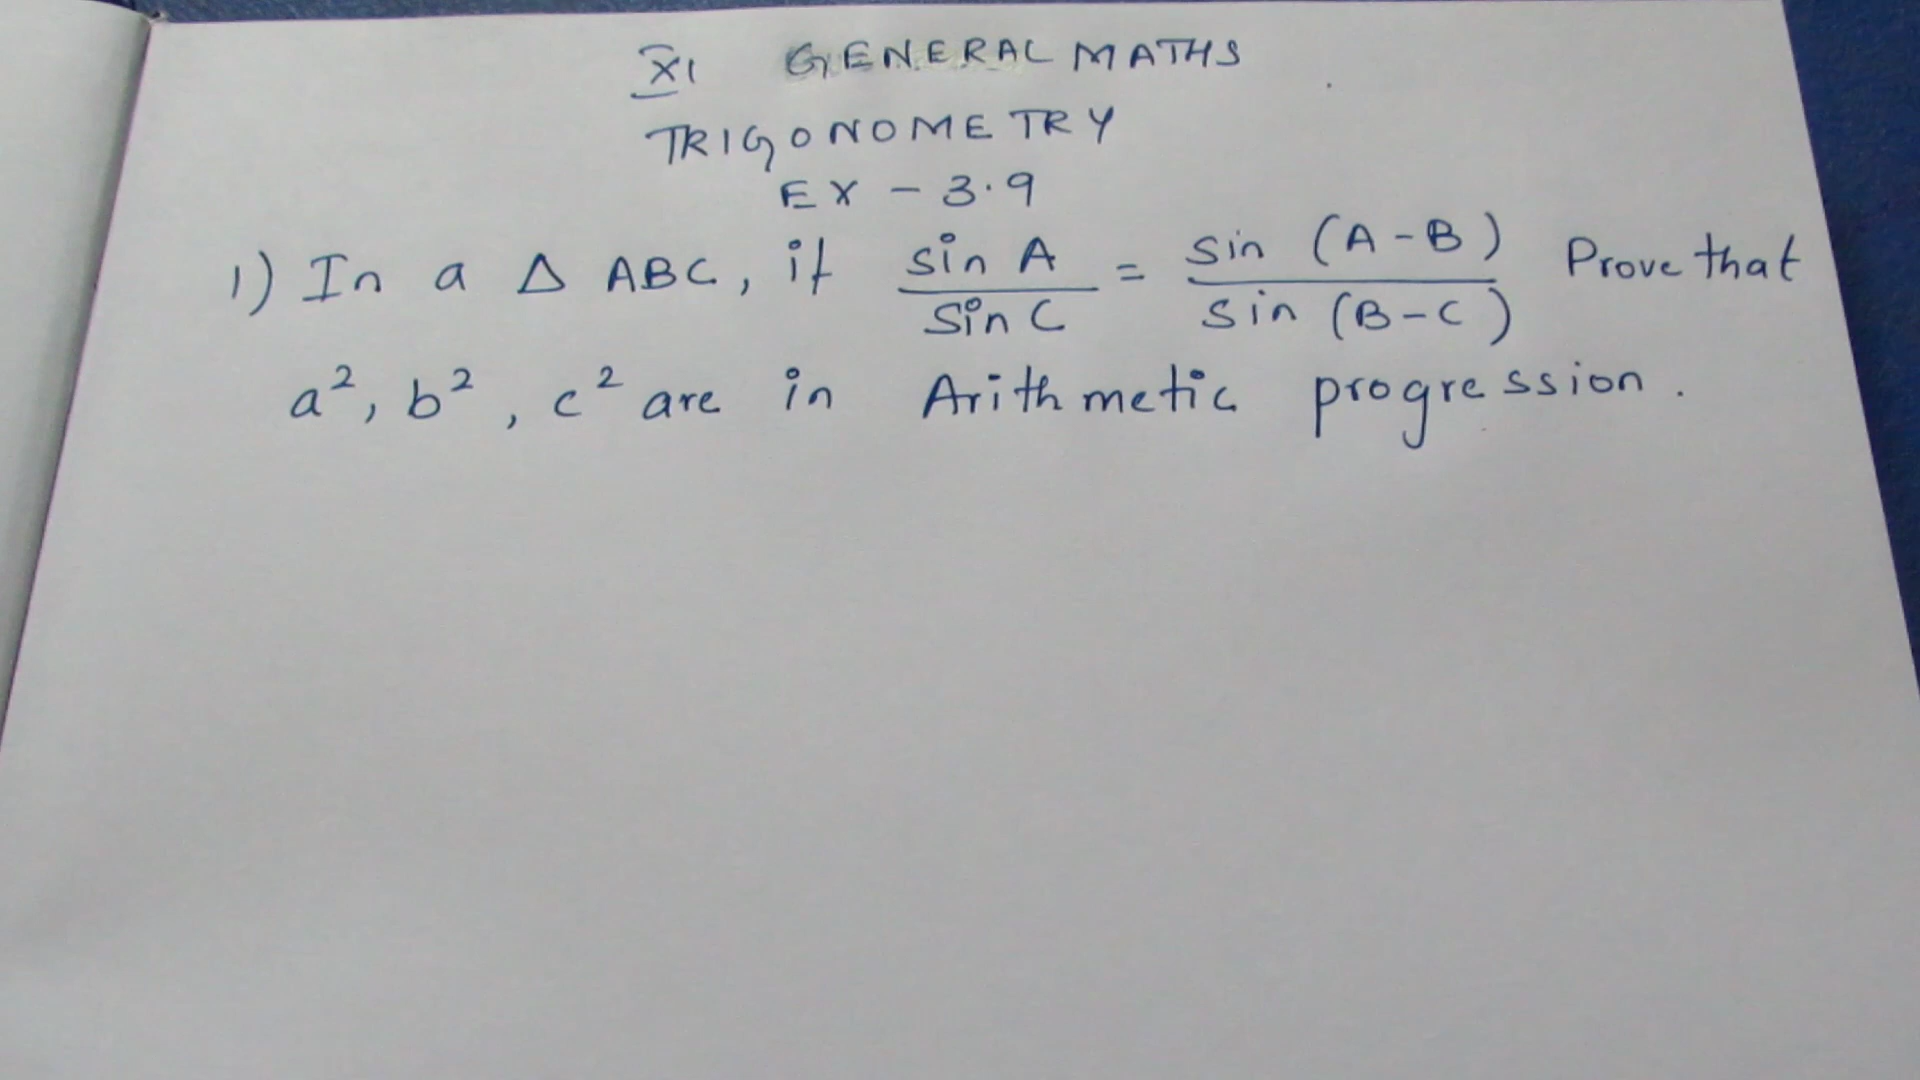 XI GENERAL MATHS
TRIGONOMETRY
EX - 3.9
1) In a Δ ABC, if sin A / sin C = sin (A-B) / sin (B-C) Prove that
a², b², c² are in Arithmetic progression.